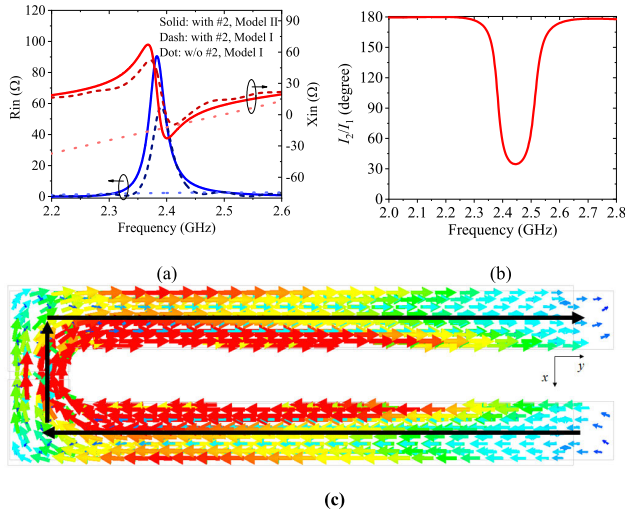 Solid: with #2, Model II
Dash: with #2, Model I
Dot: w/o #2, Model I
120
100
80
60
40
20
0
Rin (Ω)
90
60
30
0
-30
-60
Xin (Ω)
2.2 2.3 2.4 2.5 2.6
Frequency (GHz)
(a)
180
150
120
90
60
30
0
I2/I1 (degree)
2.0 2.1 2.2 2.3 2.4 2.5 2.6 2.7 2.8
Frequency (GHz)
(b)
y
x
(c)